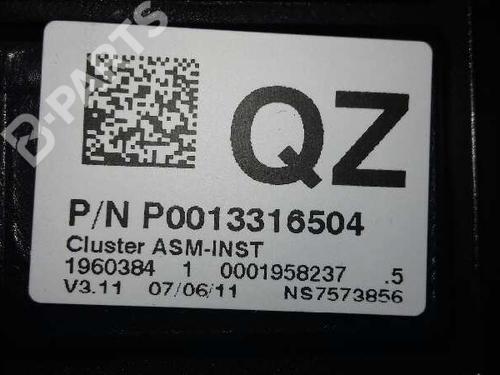 B-PARTS
QZ
P/N P0013316504
Cluster ASM-INST
1960384 1 0001958237 .5
V3.11 07/06/11 NS7573856